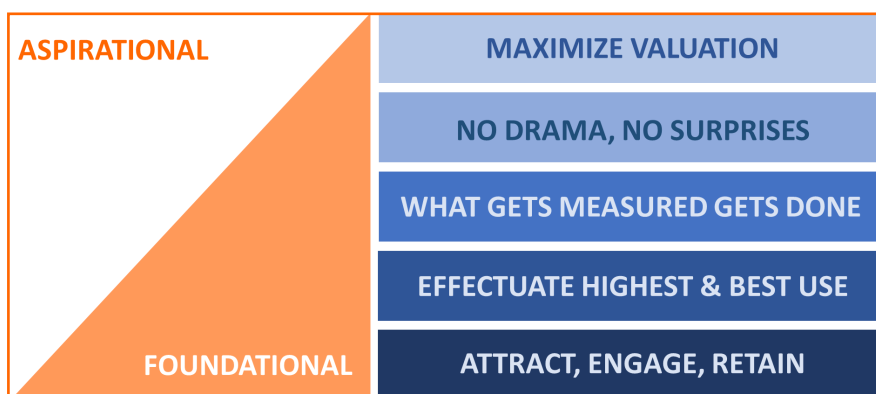 ASPIRATIONAL
MAXIMIZE VALUATION
NO DRAMA, NO SURPRISES
WHAT GETS MEASURED GETS DONE
EFFECTUATE HIGHEST & BEST USE
FOUNDATIONAL
ATTRACT, ENGAGE, RETAIN